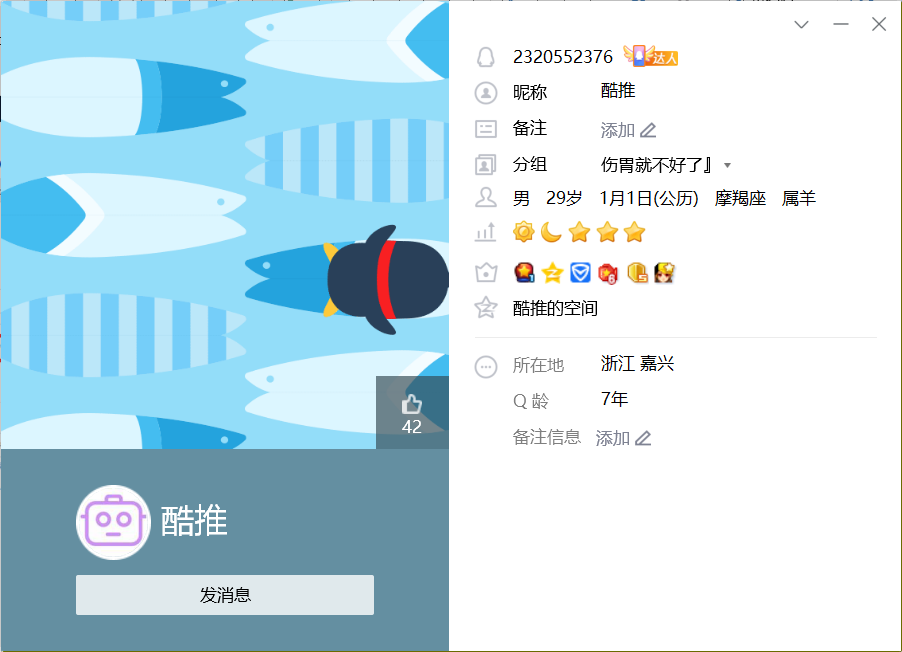 2320552376 达人
昵称 酷推
备注 添加
分组 伤胃就不好了』
男 29岁 1月1日(公历) 摩羯座 属羊
酷推的空间
所在地 浙江 嘉兴
Q 龄 7年
备注信息 添加
42
酷推
发消息